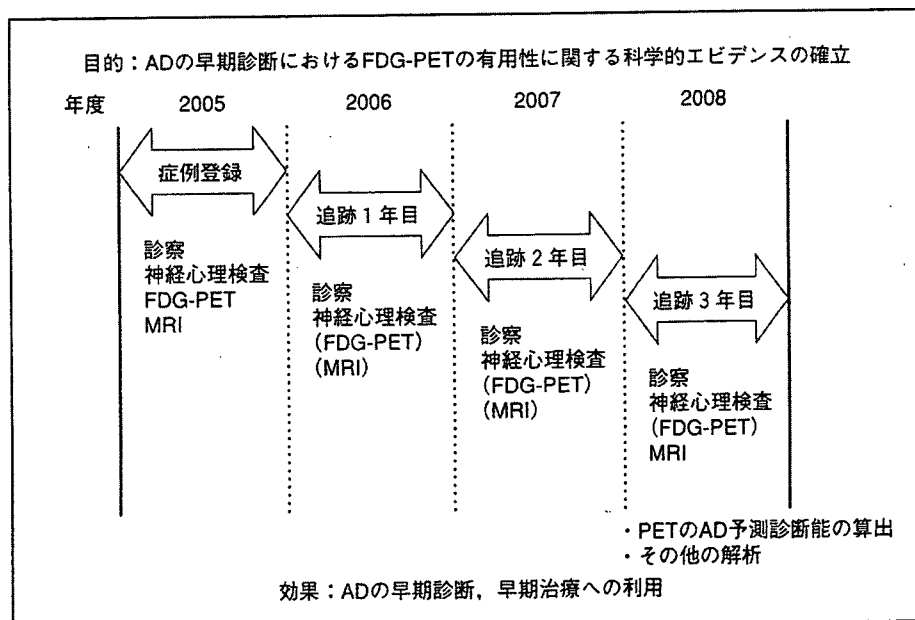 目的：ADの早期診断におけるFDG-PETの有用性に関する科学的エビデンスの確立
年度 2005 2006 2007 2008
症例登録
診察
神経心理検査
FDG-PET
MRI
追跡1年目
診察
神経心理検査
(FDG-PET)
(MRI)
追跡2年目
診察
神経心理検査
(FDG-PET)
(MRI)
追跡3年目
診察
神経心理検査
(FDG-PET)
MRI
・PETのAD予測診断能の算出
・その他の解析
効果：ADの早期診断，早期治療への利用